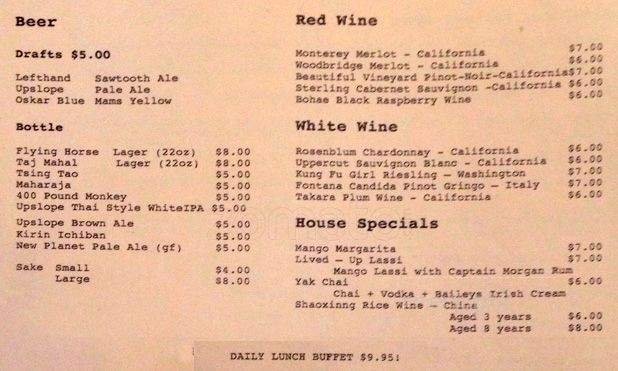 Beer
Drafts $5.00
Lefthand Sawtooth Ale
Upslope Pale Ale
Oskar Blue Mams Yellow
Bottle
Flying Horse Lager (22oz) $8.00
Taj Mahal Lager (22oz) $8.00
Tsing Tao $5.00
Maharaja $5.00
400 Pound Monkey $5.00
Upslope Thai Style WhiteIPA $5.00
Upslope Brown Ale $5.00
Kirin Ichiban $5.00
New Planet Pale Ale (gf) $5.00
Sake Small $4.00
Large $8.00
Red Wine
Monterey Merlot - California $7.00
Woodbridge Merlot - California $6.00
Beautiful Vineyard Pinot-Noir-California $7.00
Sterling Cabernet Sauvignon -California $6.00
Bohae Black Raspberry Wine $6.00
White Wine
Rosenblum Chardonnay - California $6.00
Uppercut Sauvignon Blanc - California $6.00
Kung Fu Girl Riesling - Washington $7.00
Fontana Candida Pinot Gringo - Italy $7.00
Takara Plum Wine - California $6.00
House Specials
Mango Margarita $7.00
Lived - Up Lassi $7.00
Mango Lassi with Captain Morgan Rum
Yak Chai $6.00
Chai + Vodka + Baileys Irish Cream
Shaoxinng Rice Wine - China
Aged 3 years $6.00
Aged 8 years $8.00
DAILY LUNCH BUFFET $9.95!